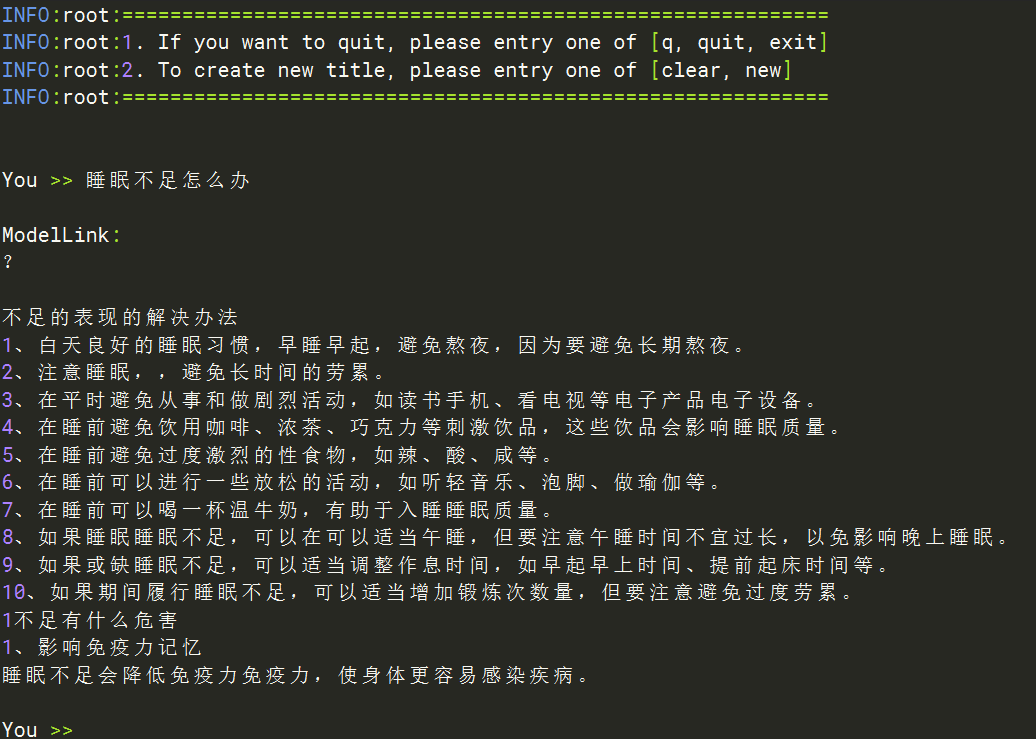 INFO:root:===========================================================
INFO:root:1. If you want to quit, please entry one of [q, quit, exit]
INFO:root:2. To create new title, please entry one of [clear, new]
INFO:root:===========================================================
You >> 睡眠不足怎么办
ModelLink:
?
不足的表现的解决办法
1、白天良好的睡眠习惯，早睡早起，避免熬夜，因为要避免长期熬夜。
2、注意睡眠，，避免长时间的劳累。
3、在平时避免从事和做剧烈活动，如读书手机、看电视等电子产品电子设备。
4、在睡前避免饮用咖啡、浓茶、巧克力等刺激饮品，这些饮品会影响睡眠质量。
5、在睡前避免过度激烈的性食物，如辣、酸、咸等。
6、在睡前可以进行一些放松的活动，如听轻音乐、泡脚、做瑜伽等。
7、在睡前可以喝一杯温牛奶，有助于入睡睡眠质量。
8、如果睡眠睡眠不足，可以在可以适当午睡，但要注意午睡时间不宜过长，以免影响晚上睡眠。
9、如果或缺睡眠不足，可以适当调整作息时间，如早起早上时间、提前起床时间等。
10、如果期间履行睡眠不足，可以适当增加锻炼次数量，但要注意避免过度劳累。
1不足有什么危害
1、影响免疫力记忆
睡眠不足会降低免疫力免疫力，使身体更容易感染疾病。
You >>